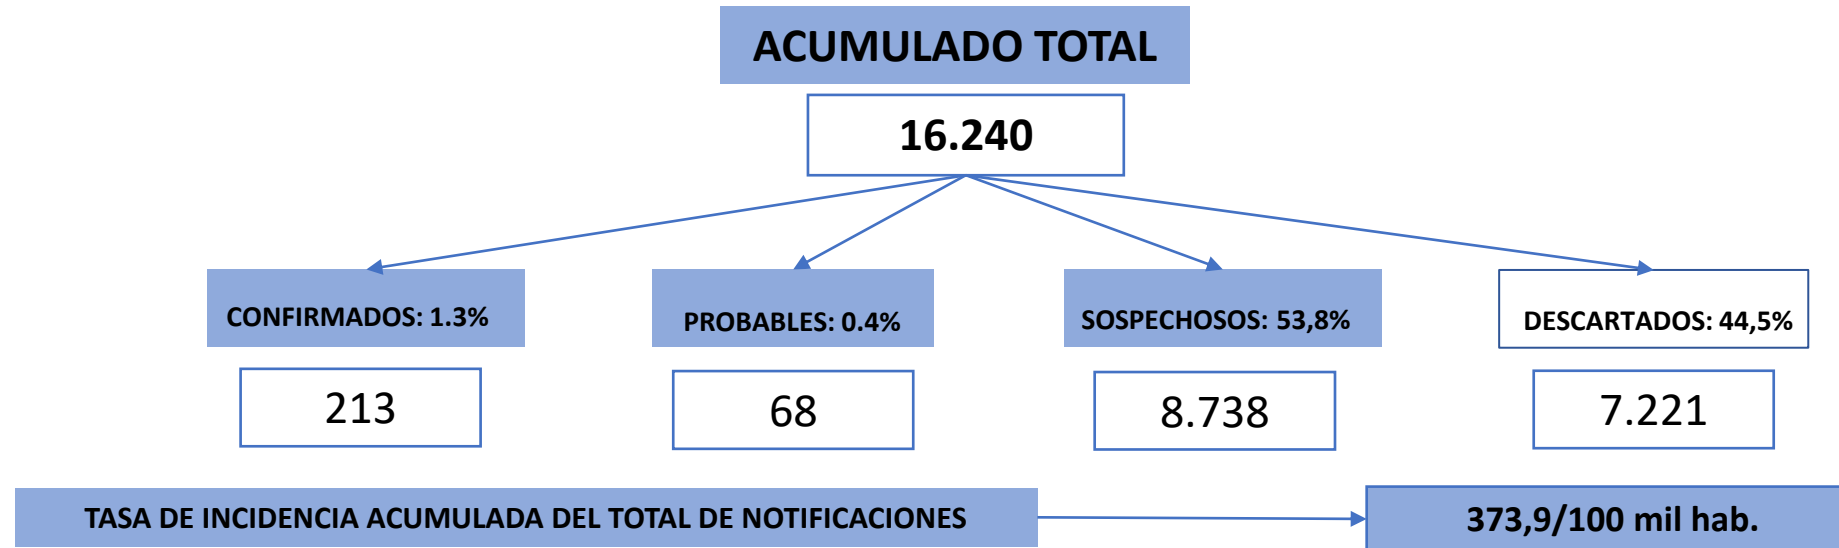 ACUMULADO TOTAL
16.240
CONFIRMADOS: 1.3%
PROBABLES: 0.4%
SOSPECHOSOS: 53,8%
DESCARTADOS: 44,5%
213
68
8.738
7.221
TASA DE INCIDENCIA ACUMULADA DEL TOTAL DE NOTIFICACIONES
373,9/100 mil hab.